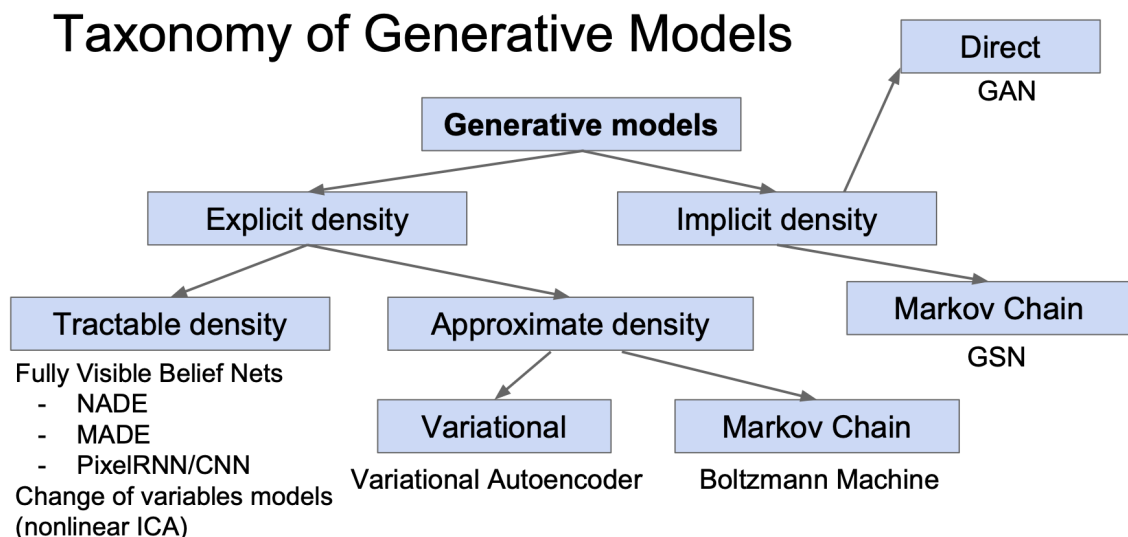 Taxonomy of Generative Models
Direct
GAN
Generative models
Explicit density
Implicit density
Tractable density
Approximate density
Markov Chain
GSN
Fully Visible Belief Nets
- NADE
- MADE
- PixelRNN/CNN
Change of variables models
(nonlinear ICA)
Variational
Markov Chain
Variational Autoencoder
Boltzmann Machine